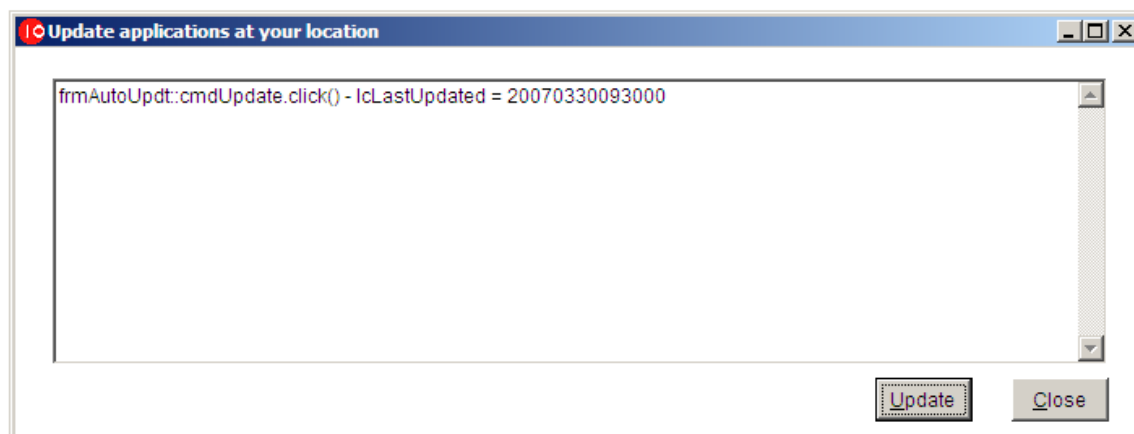 Update applications at your location
frmAutoUpdt::cmdUpdate.click() - lcLastUpdated = 20070330093000
Update
Close